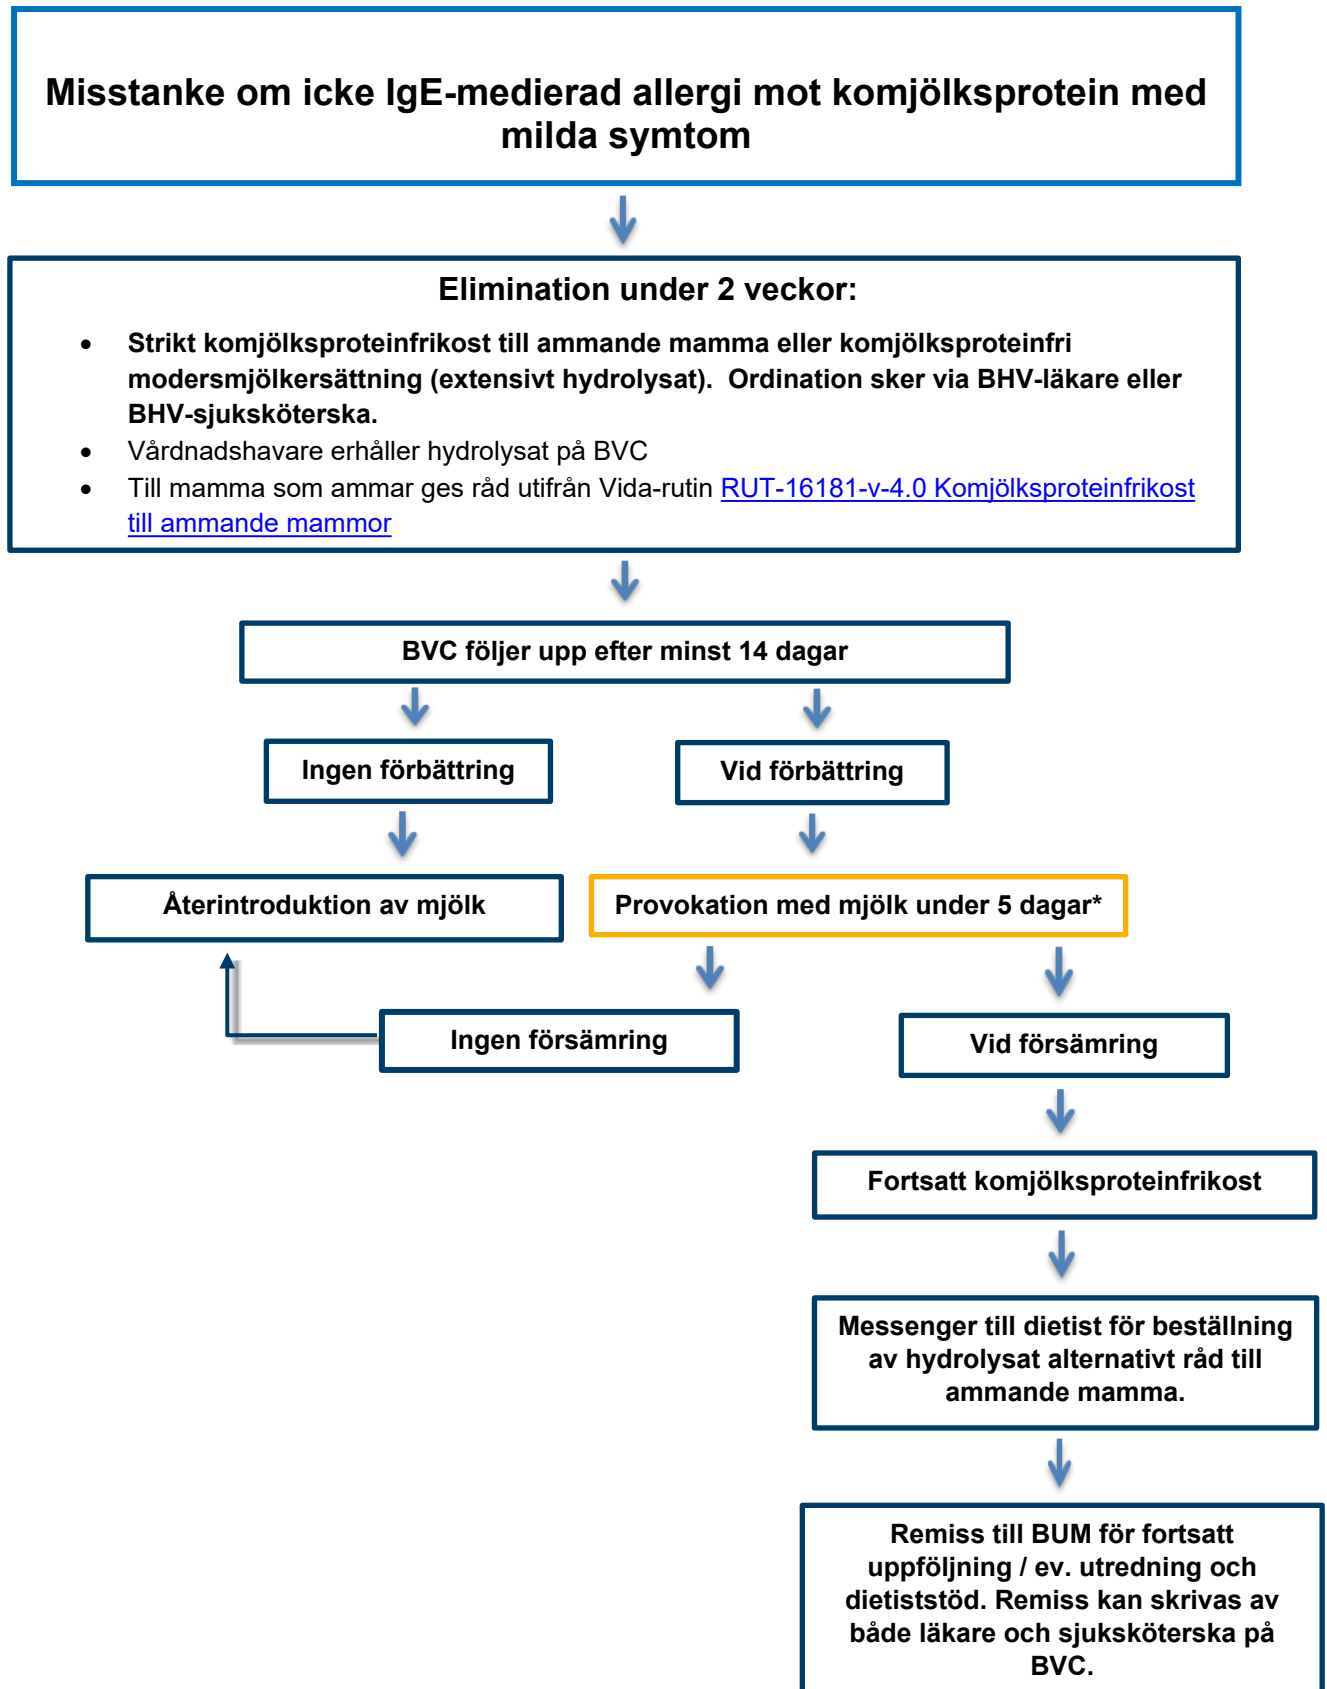 Misstanke om icke IgE-medierad allergi mot komjölksprotein med
milda symtom
Elimination under 2 veckor:
• Strikt komjölksproteinfrikost till ammande mamma eller komjölksproteinfri
modersmjölkersättning (extensivt hydrolysat).  Ordination sker via BHV-läkare eller
BHV-sjuksköterska.
• Vårdnadshavare erhåller hydrolysat på BVC
• Till mamma som ammar ges råd utifrån Vida-rutin RUT-16181-v-4.0 Komjölksproteinfrikost
till ammande mammor
BVC följer upp efter minst 14 dagar
Ingen förbättring
Vid förbättring
Återintroduktion av mjölk
Provokation med mjölk under 5 dagar*
Ingen försämring
Vid försämring
Fortsatt komjölksproteinfrikost
Messenger till dietist för beställning
av hydrolysat alternativt råd till
ammande mamma.
Remiss till BUM för fortsatt
uppföljning / ev. utredning och
dietiststöd. Remiss kan skrivas av
både läkare och sjuksköterska på
BVC.